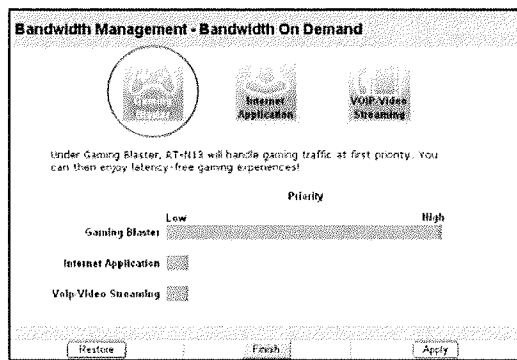 Bandwidth Management - Bandwidth On Demand
Gaming Blaster
Internet Application
VOIP Video Streaming
Under Gaming Blaster, RT-N13 will handle gaming traffic at first priority. You
can then enjoy latency-free gaming experiences!
Priority
Low High
Gaming Blaster
Internet Application
Voip Video Streaming
Restore Finish Apply